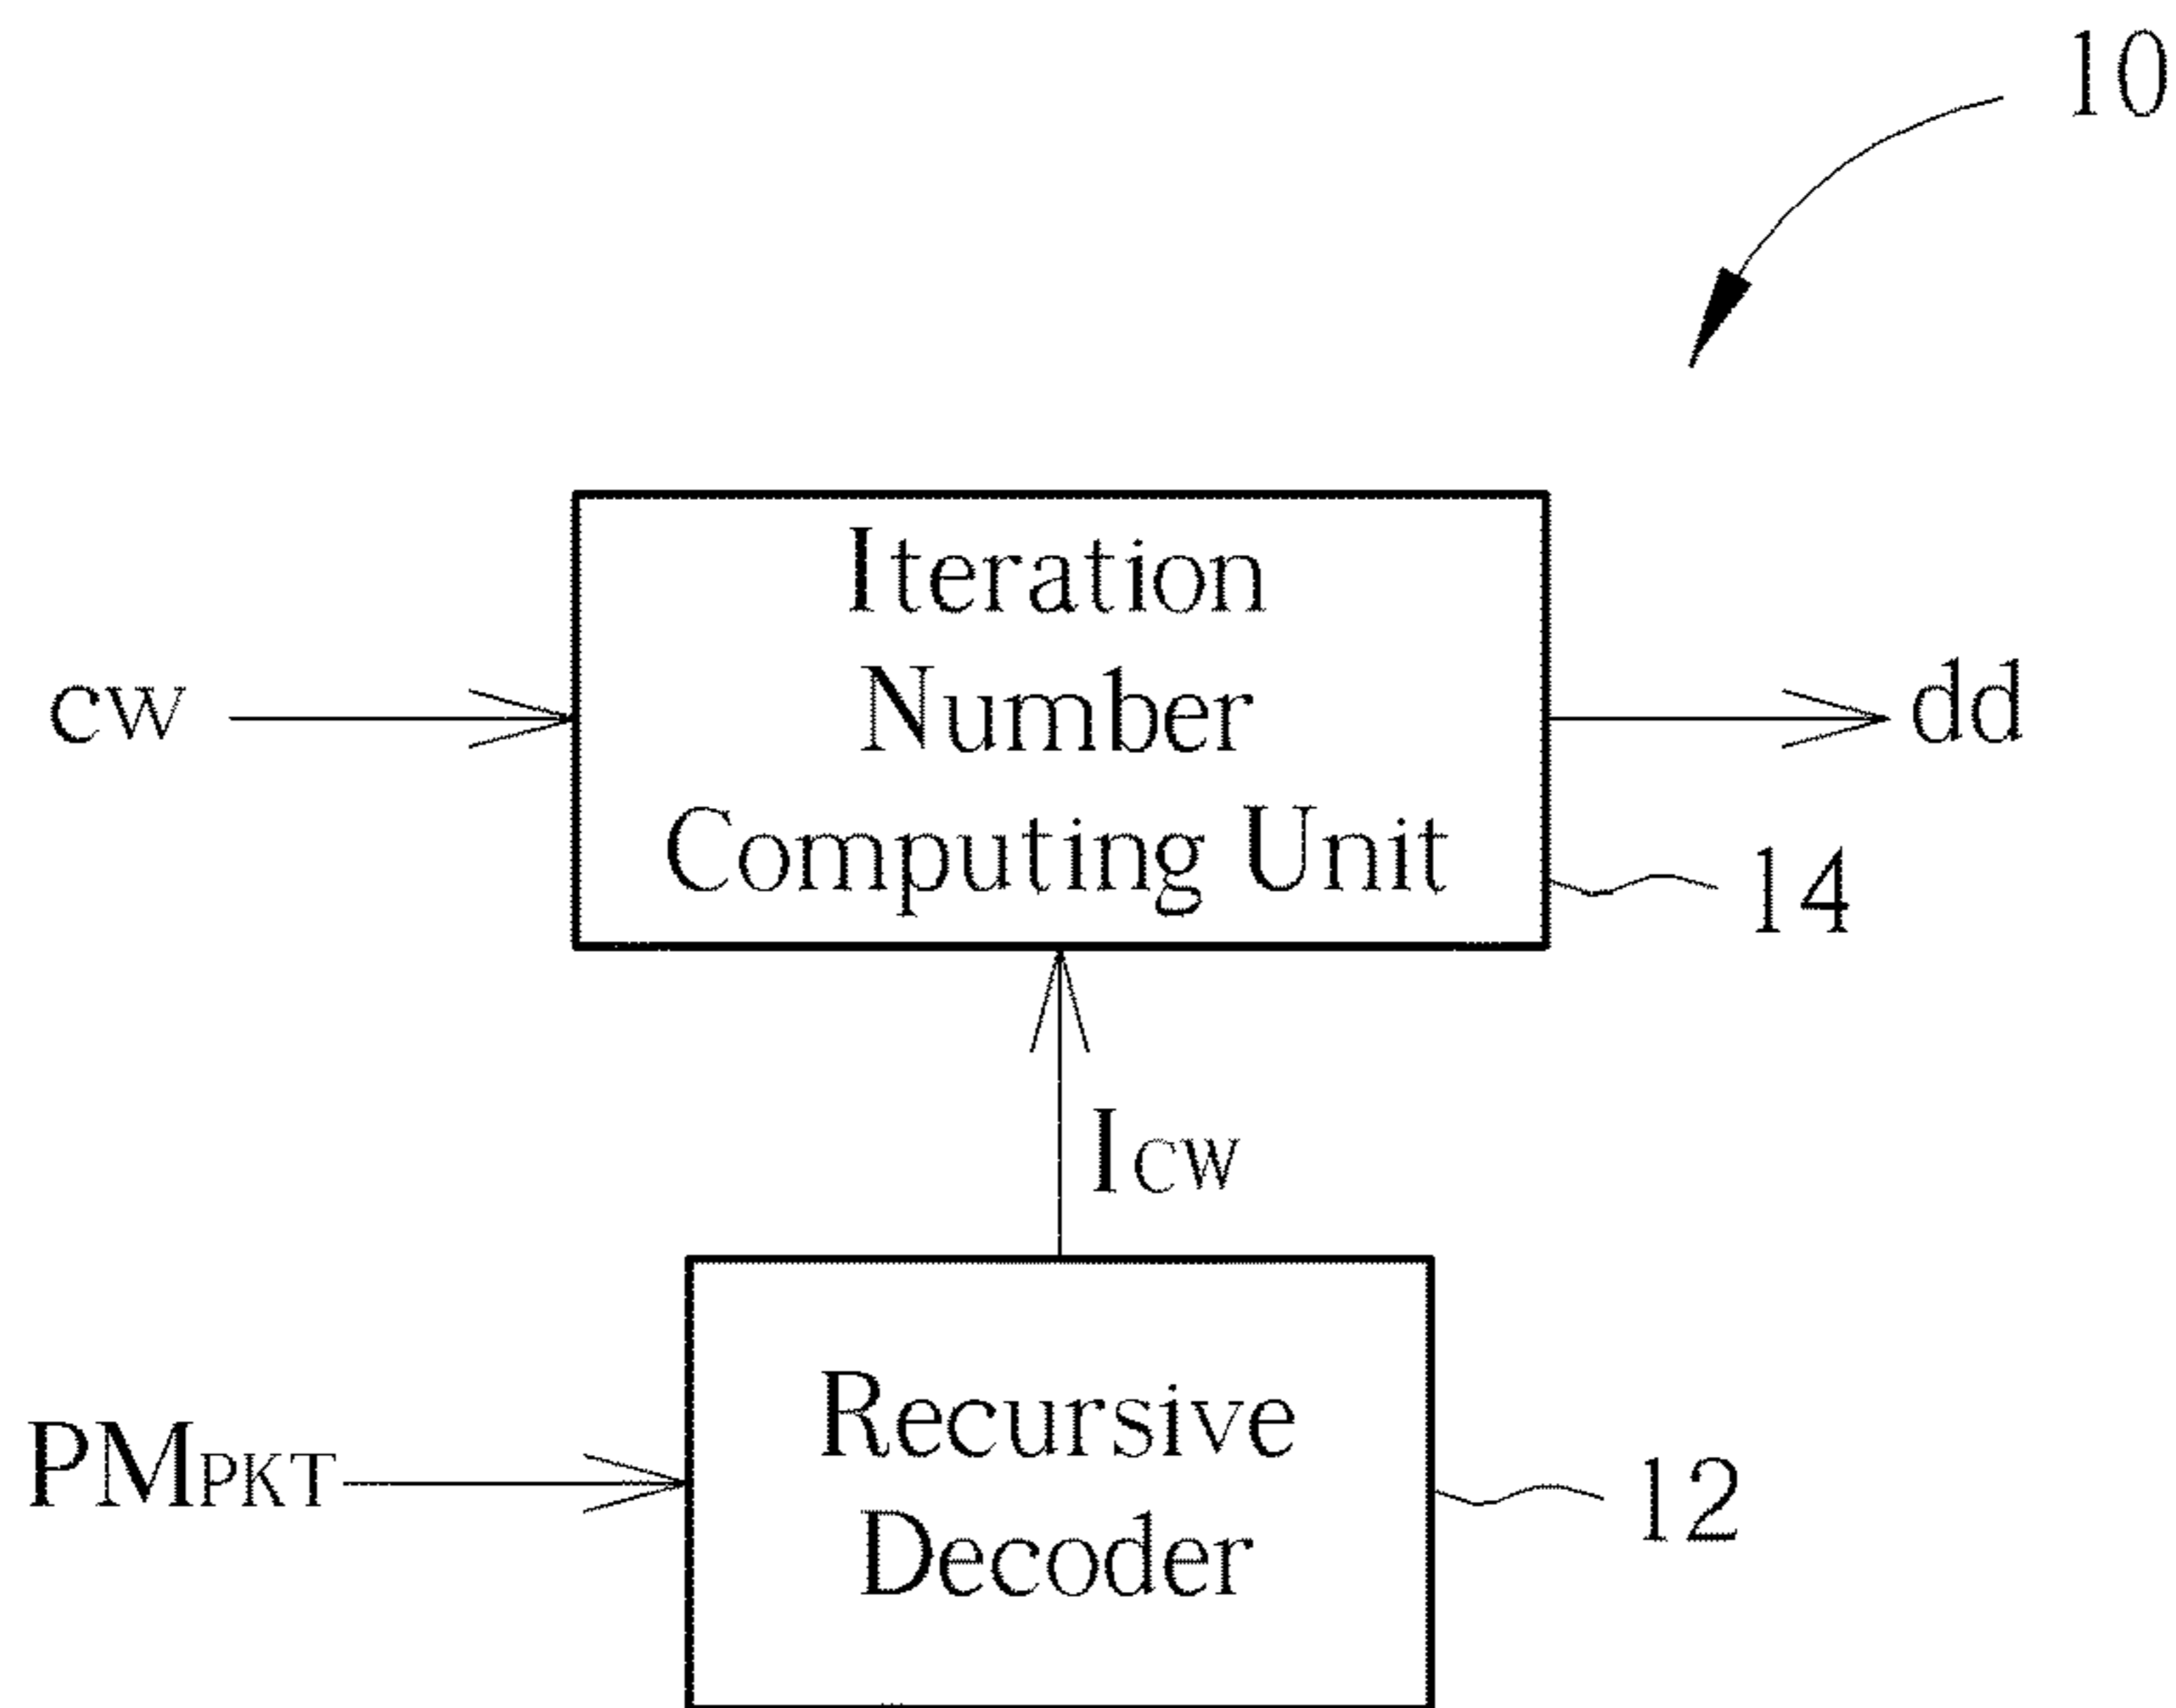 10
Iteration
Number
Computing Unit
cw
dd
14
Icw
Recursive
Decoder
PMPKT
12